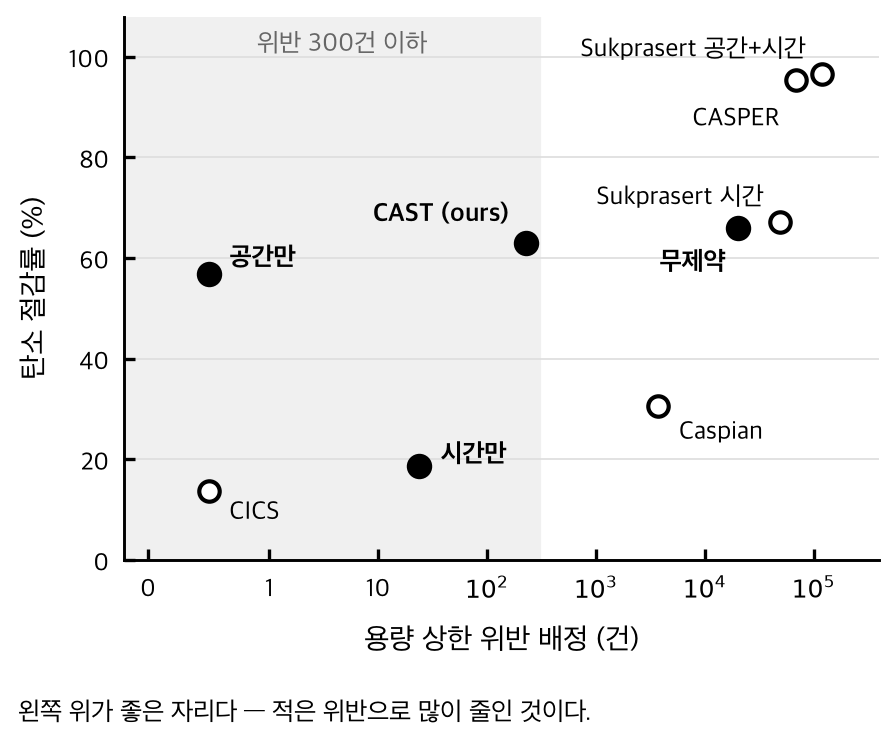 위반 300건 이하
Sukprasert 공간+시간
CASPER
Sukprasert 시간
CAST (ours)
무제약
공간만
Caspian
시간만
CICS
탄소 절감률 (%)
100
80
60
40
20
0
0 1 10 10² 10³ 10⁴ 10⁵
용량 상한 위반 배정 (건)
왼쪽 위가 좋은 자리다 — 적은 위반으로 많이 줄인 것이다.